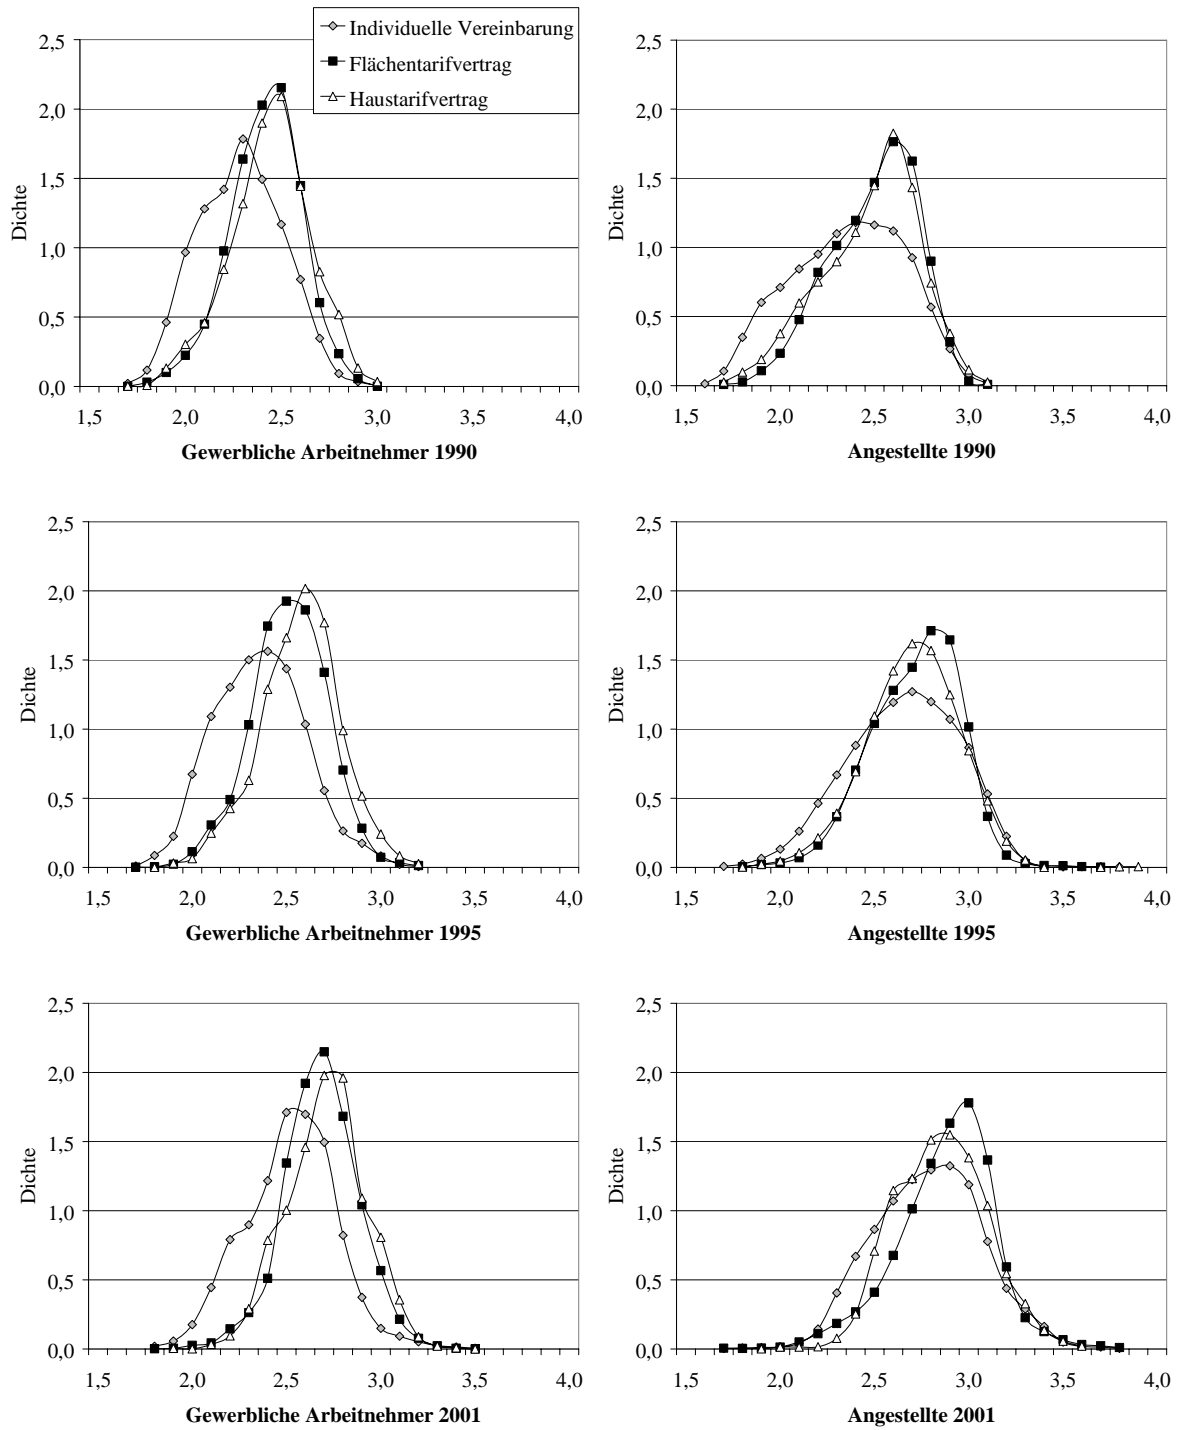 Individuelle Vereinbarung
Flächentarifvertrag
Haustarifvertrag
2,5
2,0
1,5
1,0
0,5
0,0
Dichte
1,5 2,0 2,5 3,0 3,5 4,0
Gewerbliche Arbeitnehmer 1990
2,5
2,0
1,5
1,0
0,5
0,0
Dichte
1,5 2,0 2,5 3,0 3,5 4,0
Angestellte 1990
2,5
2,0
1,5
1,0
0,5
0,0
Dichte
1,5 2,0 2,5 3,0 4,0
Gewerbliche Arbeitnehmer 1995
2,5
2,0
1,5
1,0
0,5
0,0
Dichte
1,5 2,0 2,5 3,0 3,5 4,0
Angestellte 1995
2,5
2,0
1,5
1,0
0,5
0,0
Dichte
1,5 2,0 2,5 3,0 4,0
Gewerbliche Arbeitnehmer 2001
2,5
2,0
1,5
1,0
0,5
0,0
Dichte
1,5 2,0 2,5 3,0 3,5 4,0
Angestellte 2001